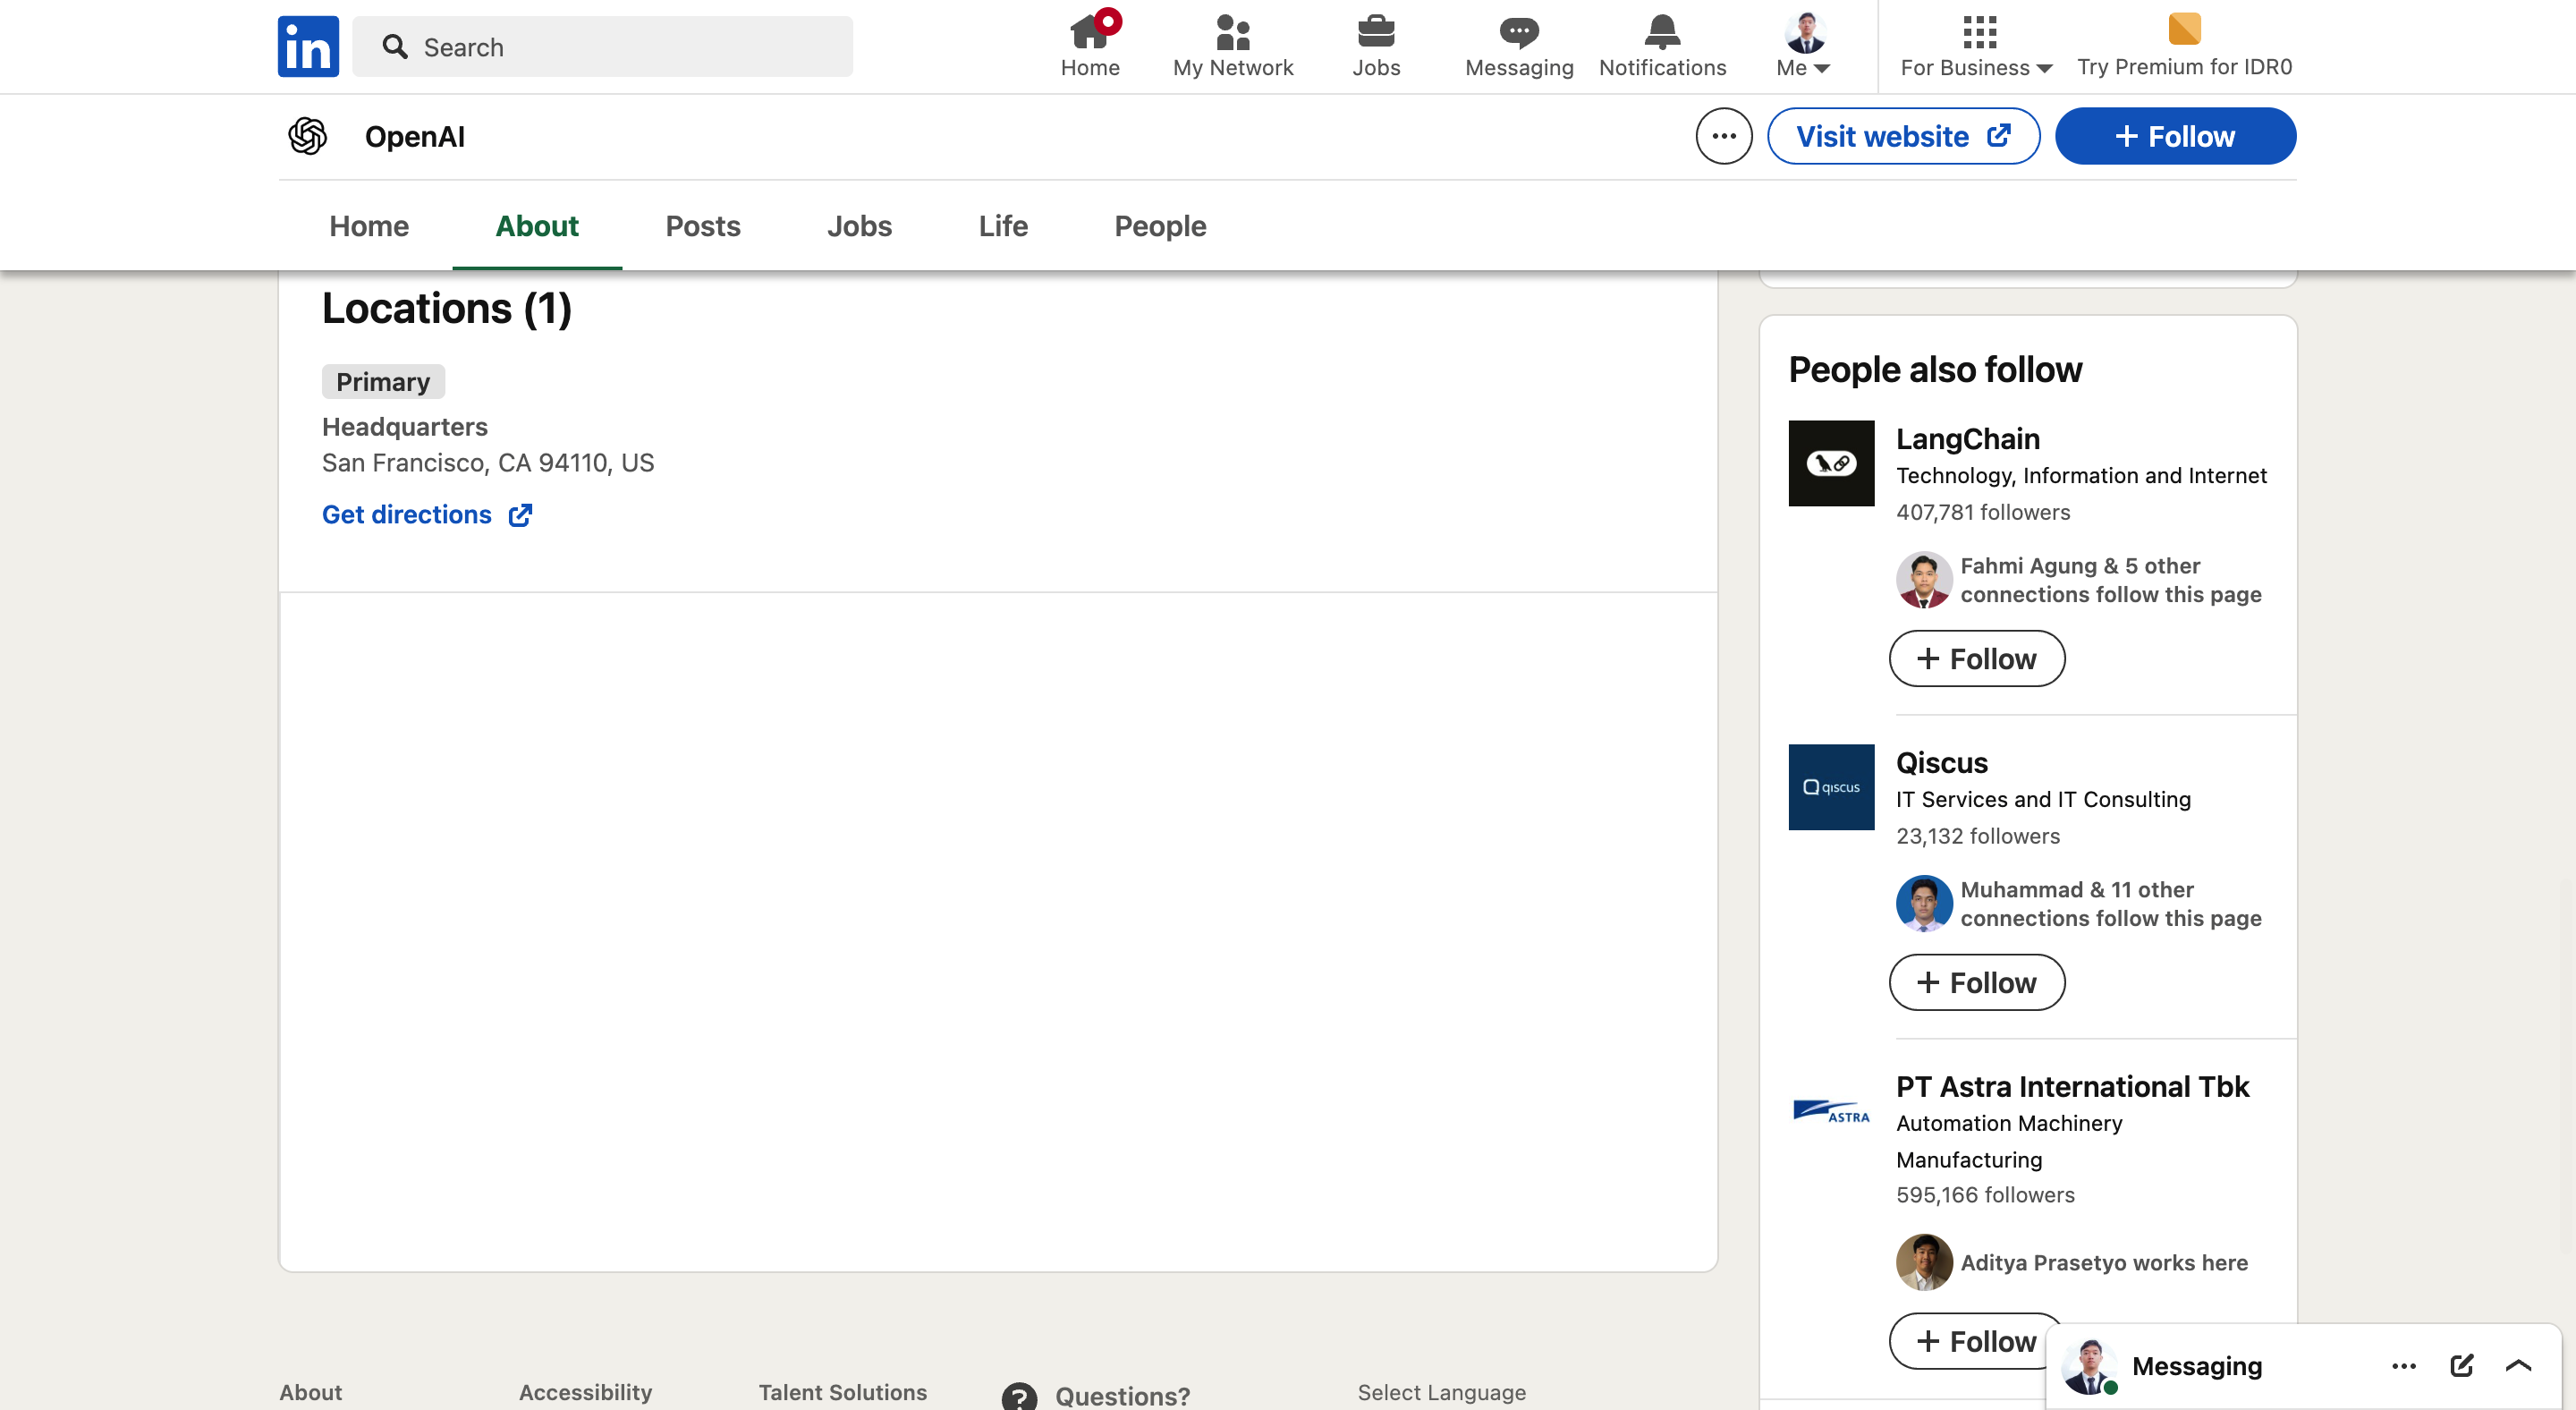 in
Search
Home
My Network
Jobs
Messaging
Notifications
Me
For Business
Try Premium for IDR0
OpenAI
Visit website
+ Follow
Home
About
Posts
Jobs
Life
People
Locations (1)
Primary
Headquarters
San Francisco, CA 94110, US
Get directions
People also follow
LangChain
Technology, Information and Internet
407,781 followers
Fahmi Agung & 5 other
connections follow this page
+ Follow
qiscus
Qiscus
IT Services and IT Consulting
23,132 followers
Muhammad & 11 other
connections follow this page
+ Follow
ASTRA
PT Astra International Tbk
Automation Machinery
Manufacturing
595,166 followers
Aditya Prasetyo works here
+ Follow
Messaging
About
Accessibility
Talent Solutions
? Questions?
Select Language